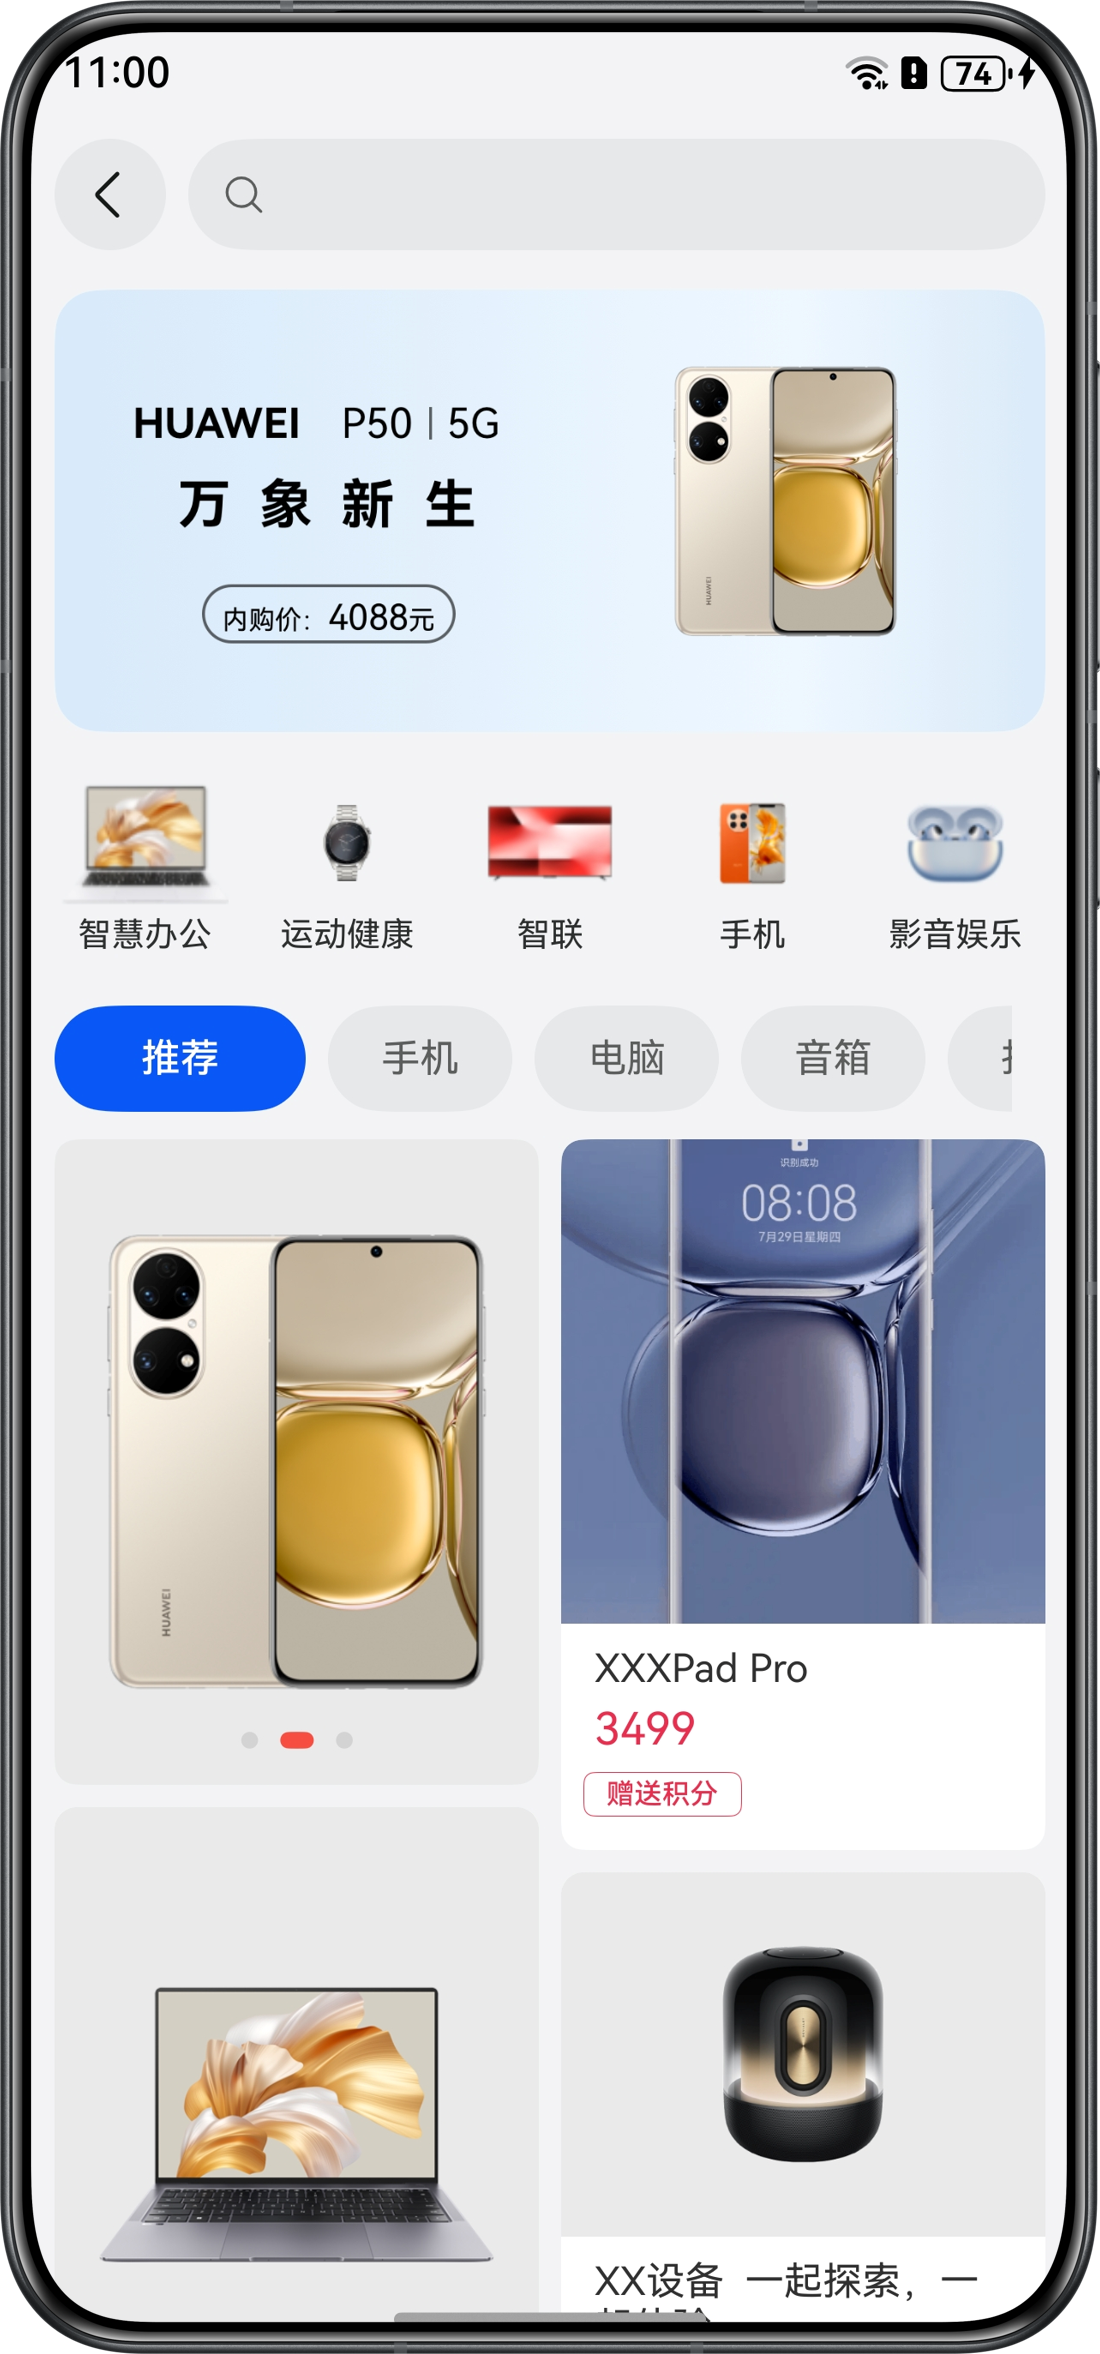 11:00
74
HUAWEI P50 | 5G
万象新生
内购价：4088元
HUAWEI
智慧办公
运动健康
智联
手机
影音娱乐
推荐
手机
电脑
音箱
识别成功
08:08
7月29日星期四
HUAWEI
XXXPad Pro
3499
赠送积分
XX设备 一起探索，一